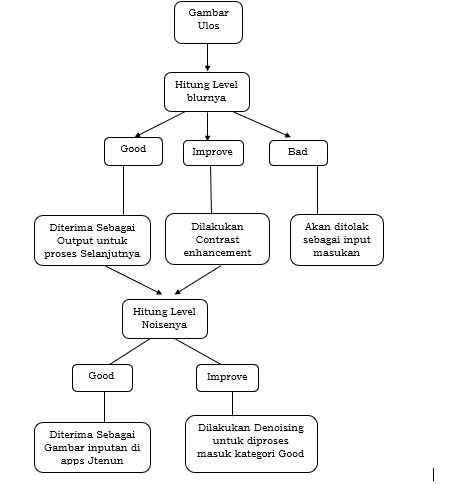 Gambar
Ulos
Hitung Level
blurnya
Good
Improve
Bad
Diterima Sebagai
Output untuk
proses Selanjutnya
Dilakukan
Contrast
enhancement
Akan ditolak
sebagai input
masukan
Hitung Level
Noisenya
Good
Improve
Diterima Sebagai
Gambar inputan di
apps Jtenun
Dilakukan Denoising
untuk diproses
masuk kategori Good